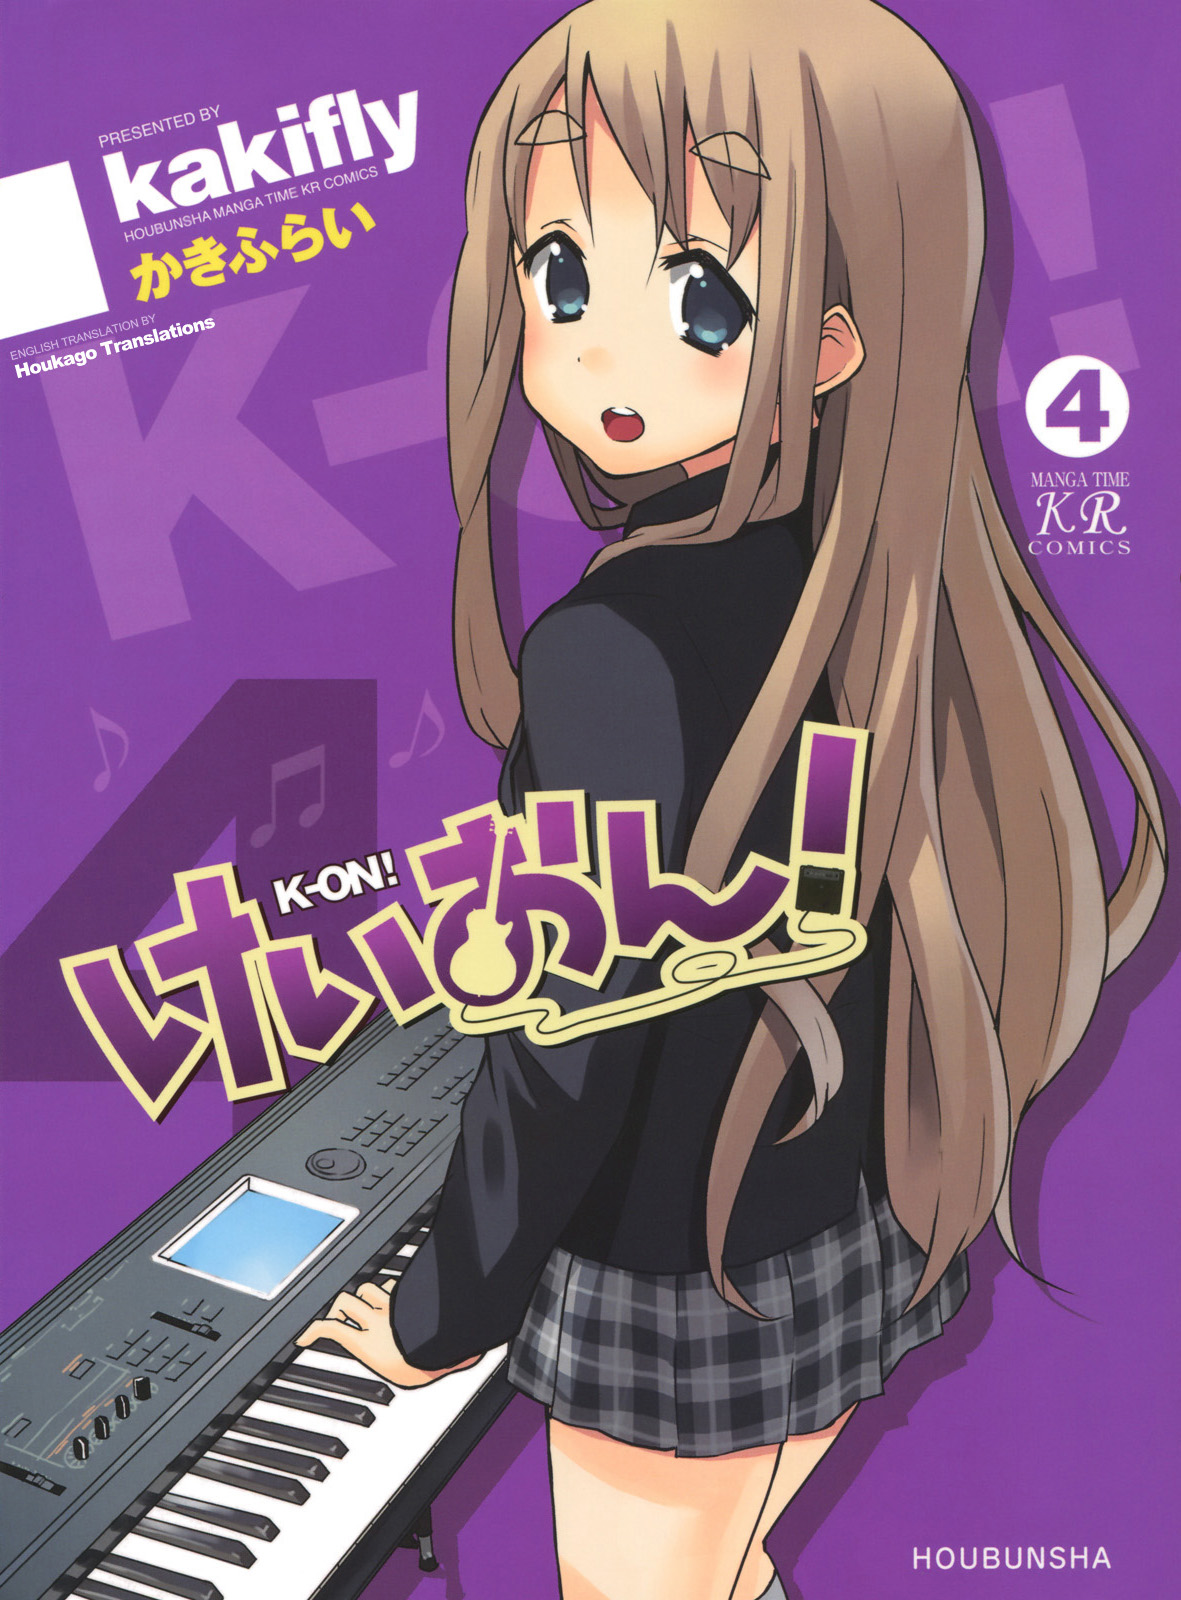 PRESENTED BY
kakifly
HOUBUNSHA MANGA TIME KR COMICS
かきふらい
ENGLISH TRANSLATION BY
Houkago Translations
K-O!
4
MANGA TIME
KR
COMICS
4
K-ON!
けいおん!
HOUBUNSHA